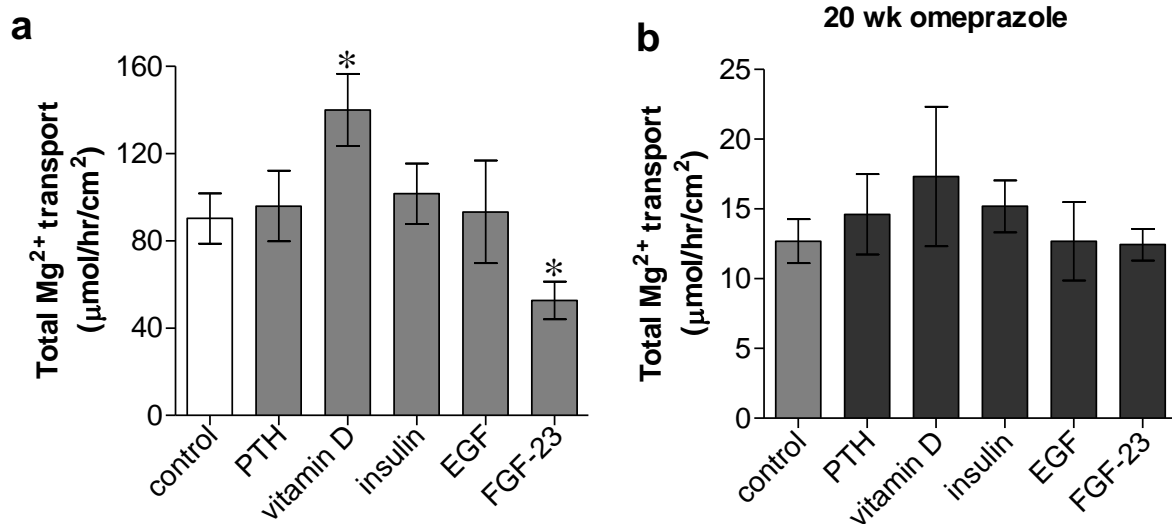 a
Total Mg2+ transport
(μmol/hr/cm2)
160
120
80
40
0
*
*
control
PTH
vitamin D
insulin
EGF
FGF-23
20 wk omeprazole
b
Total Mg2+ transport
(μmol/hr/cm2)
25
20
15
10
5
0
control
PTH
vitamin D
insulin
EGF
FGF-23